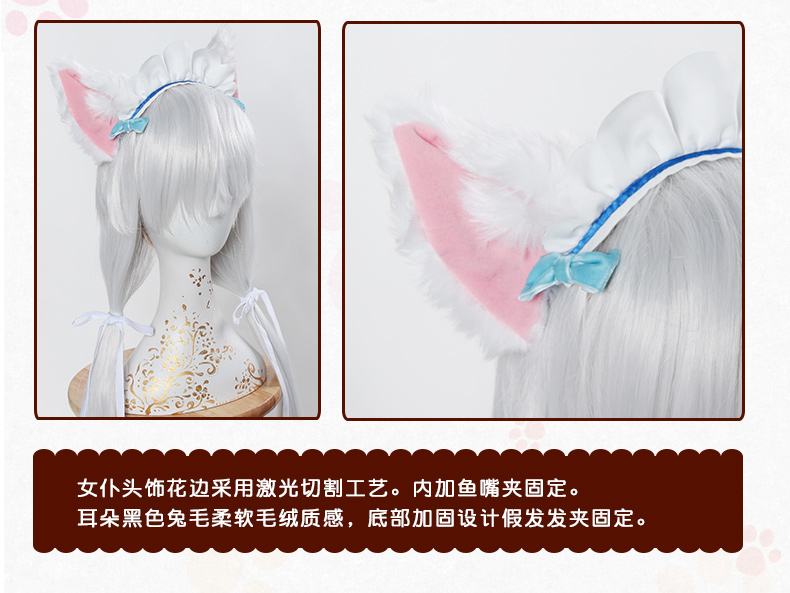 女仆头饰花边采用激光切割工艺。内加鱼嘴夹固定。
耳朵黑色兔毛柔软毛绒质感，底部加固设计假发发夹固定。